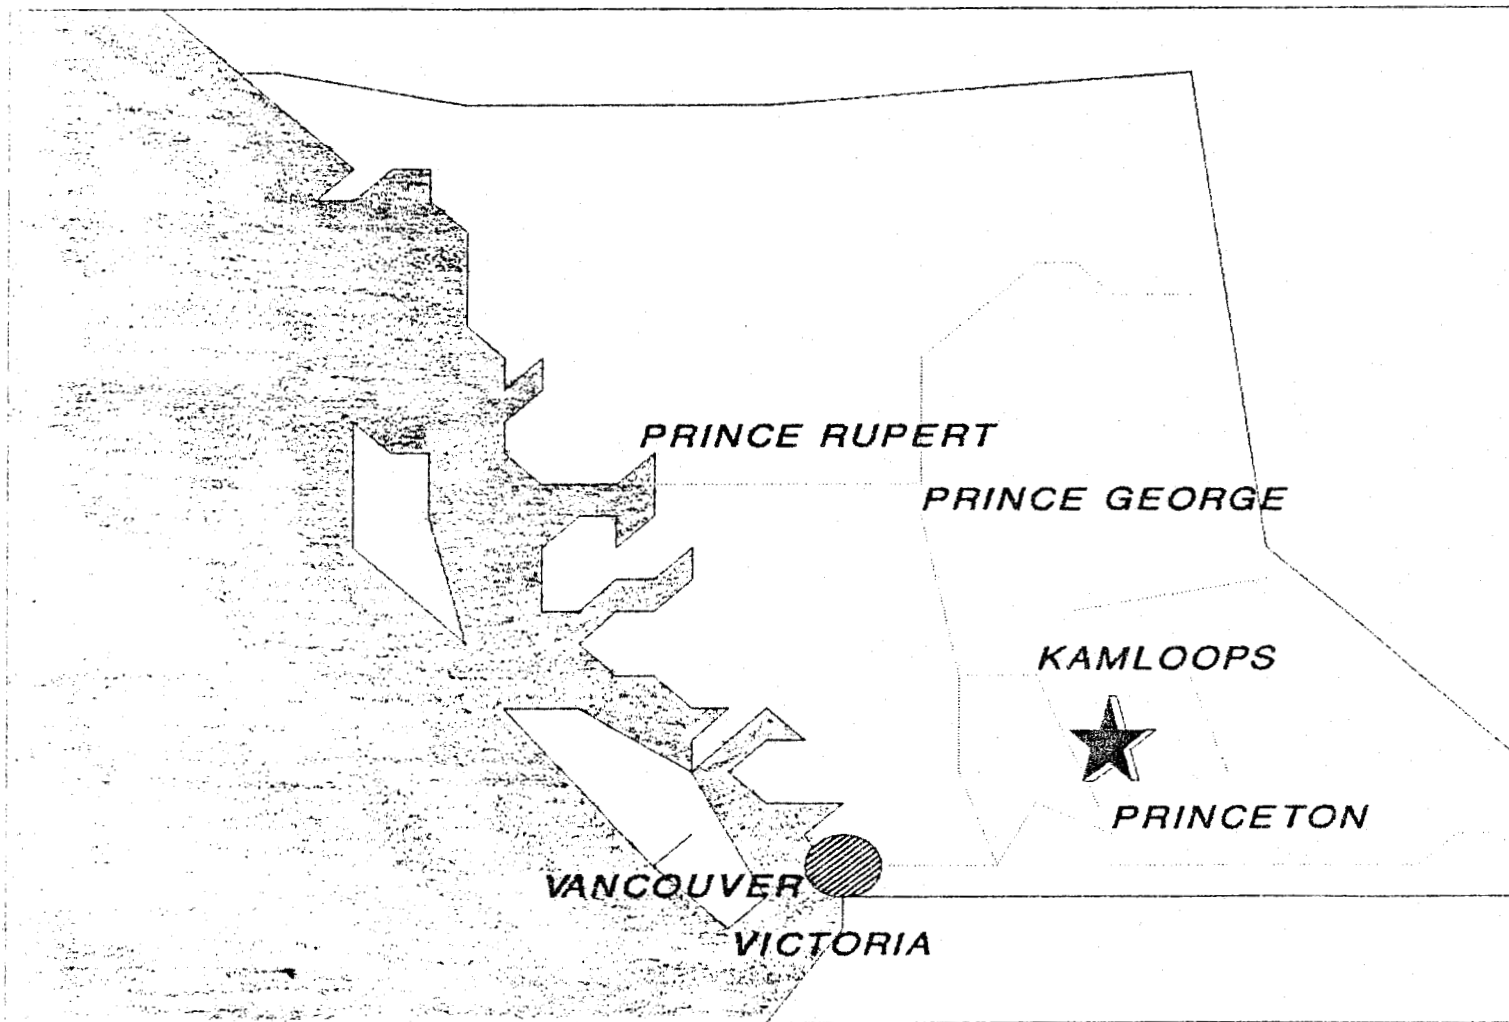 PRINCE RUPERT
PRINCE GEORGE
KAMLOOPS
PRINCETON
VANCOUVER
VICTORIA